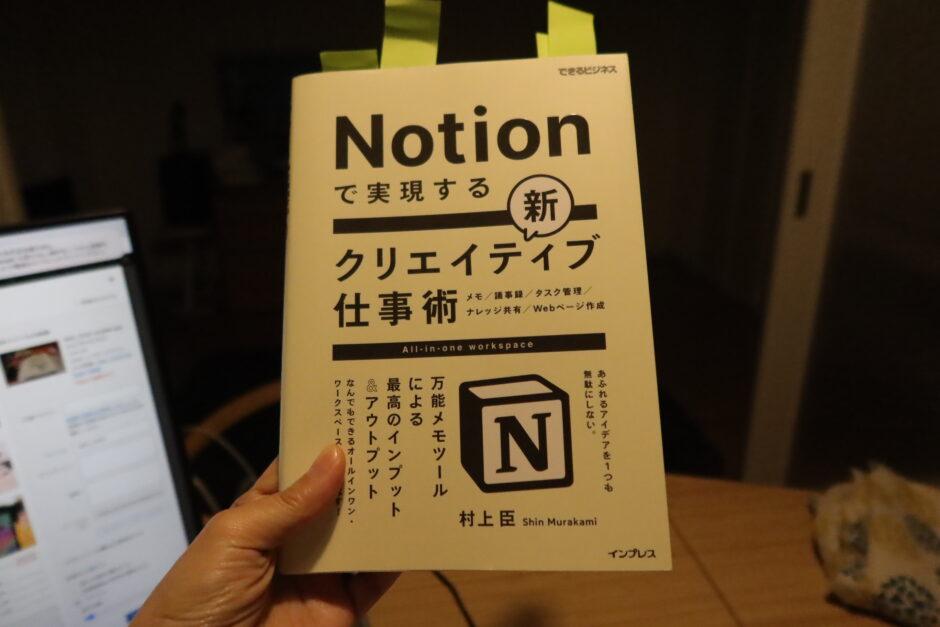 できるビジネス
Notion
で実現する
新
クリエイティブ
仕事術
メモ／議事録／タスク管理／
ナレッジ共有／Webページ作成
All-in-one workspace
あふれるアイデアを1つも
無駄にしない。
万能メモツール
による
最高のインプット
&アウトプット
なんでもできるオールインワン・
ワークスペース
N
村上臣 Shin Murakami
インプレス